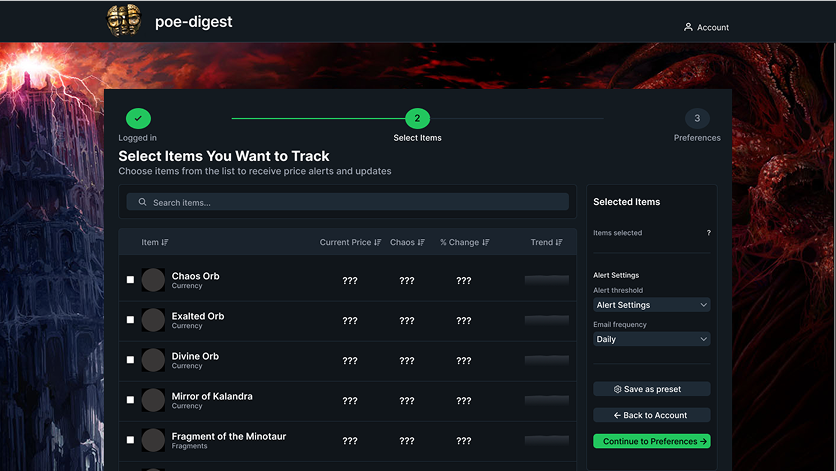 poe-digest
Account
2
3
Logged in
Select Items
Preferences
Select Items You Want to Track
Choose items from the list to receive price alerts and updates
Search items...
Item
Current Price
Chaos
% Change
Trend
Chaos Orb
Currency
???
???
???
Exalted Orb
Currency
???
???
???
Divine Orb
Currency
???
???
???
Mirror of Kalandra
Currency
???
???
???
Fragment of the Minotaur
Fragments
???
???
???
Selected Items
Items selected
?
Alert Settings
Alert threshold
Alert Settings
Email frequency
Daily
Save as preset
← Back to Account
Continue to Preferences →